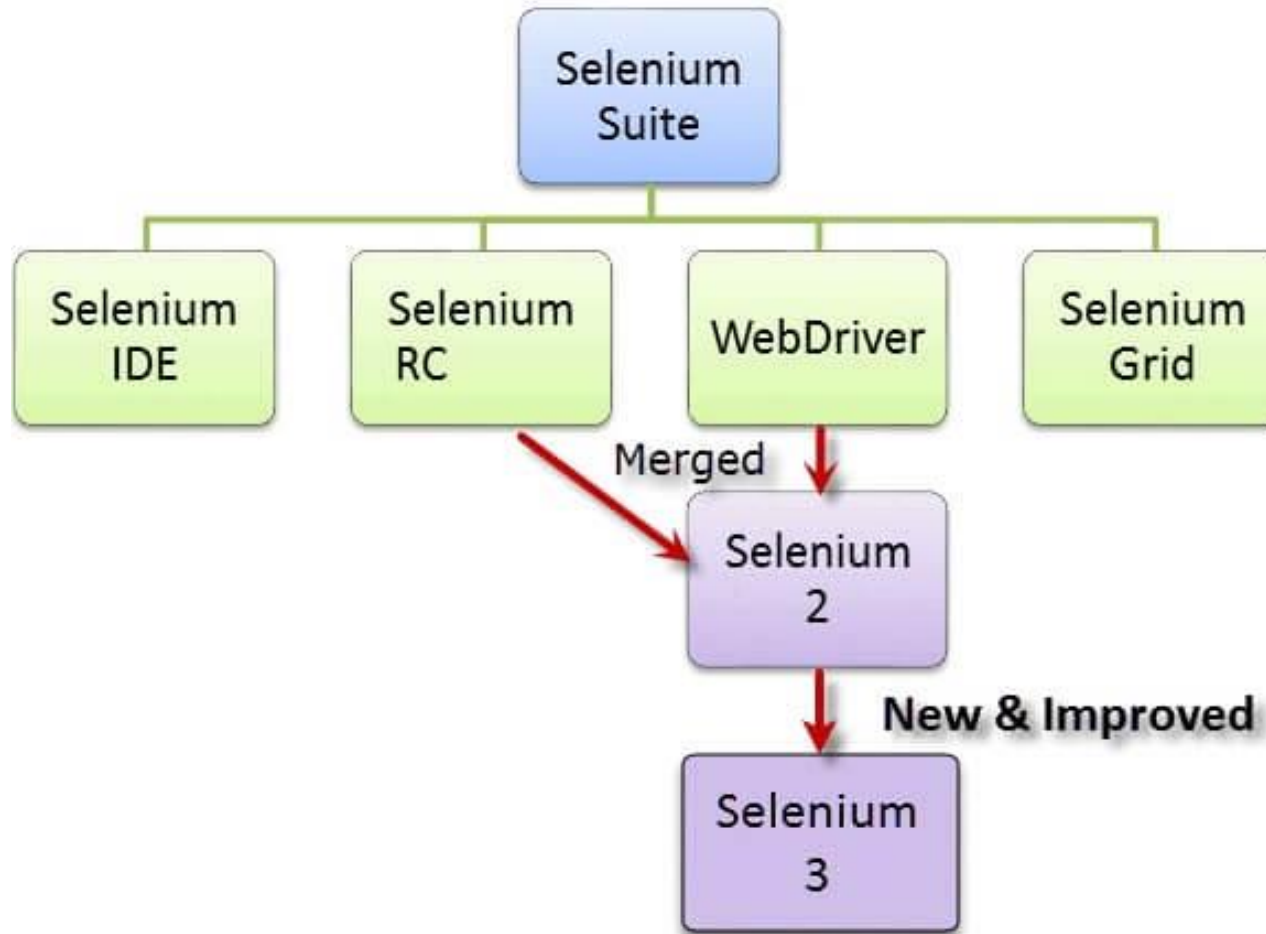 Selenium
Suite
Selenium
IDE
Selenium
RC
WebDriver
Selenium
Grid
Merged
Selenium
2
New & Improved
Selenium
3